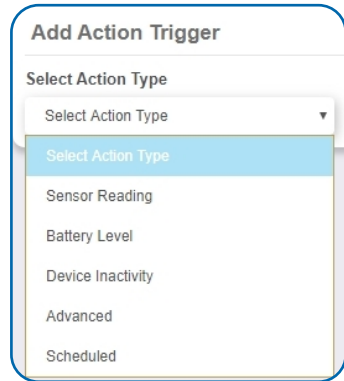 Add Action Trigger
Select Action Type
Select Action Type
Select Action Type
Sensor Reading
Battery Level
Device Inactivity
Advanced
Scheduled